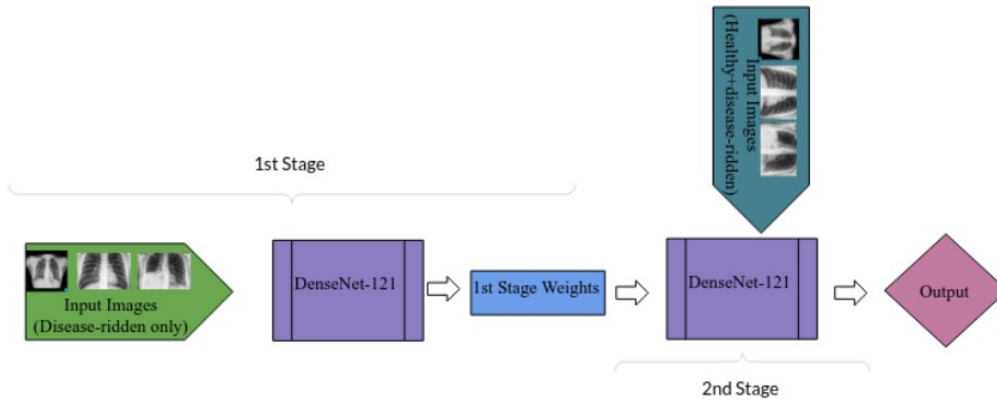 1st Stage
Input Images
(Healthy+disease-ridden)
Input Images
(Disease-ridden only)
DenseNet-121
1st Stage Weights
DenseNet-121
Output
2nd Stage